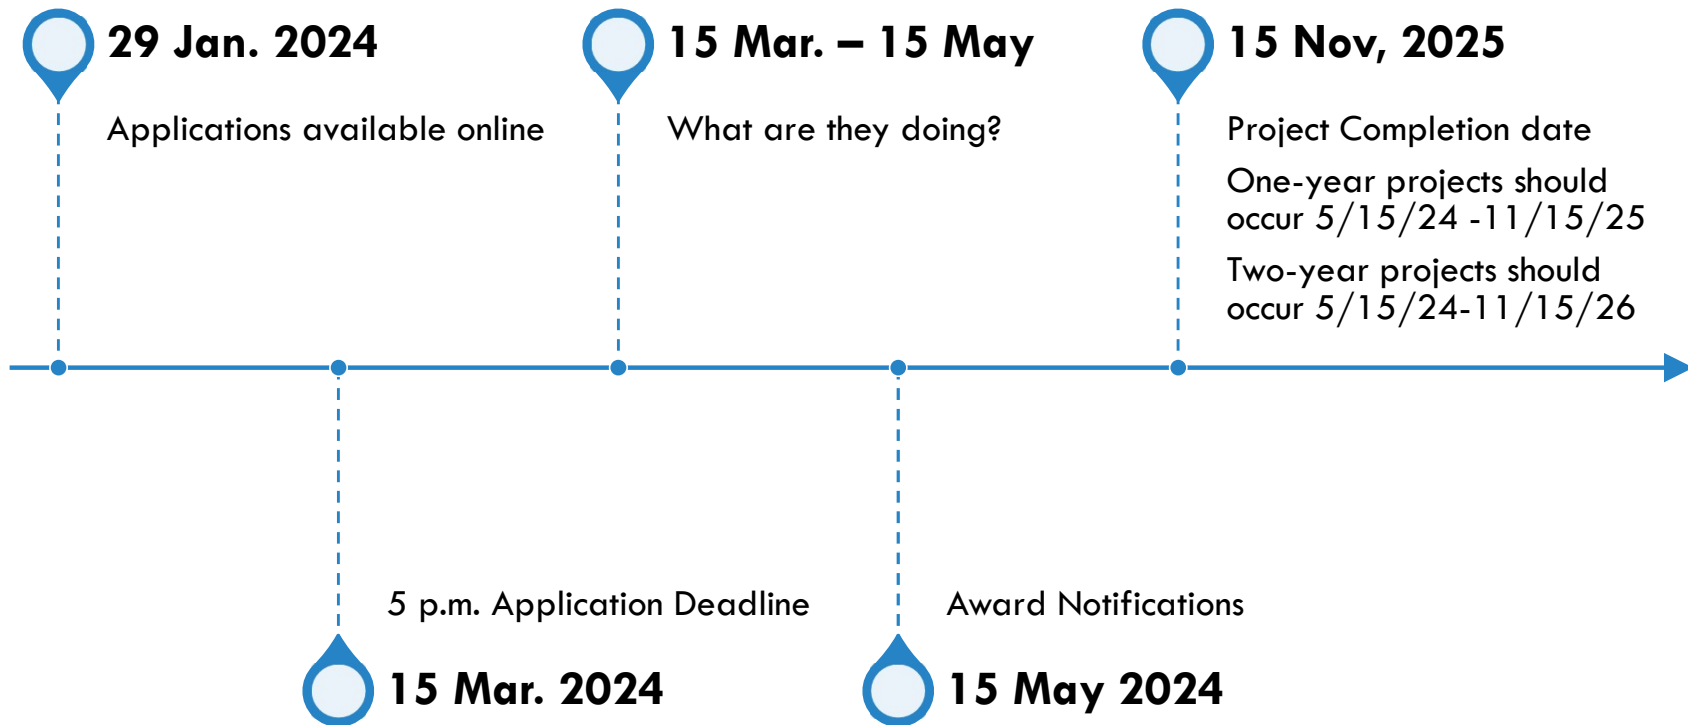 29 Jan. 2024
Applications available online
15 Mar. – 15 May
What are they doing?
15 Nov, 2025
Project Completion date
One-year projects should
occur 5/15/24 -11/15/25
Two-year projects should
occur 5/15/24-11/15/26
5 p.m. Application Deadline
15 Mar. 2024
Award Notifications
15 May 2024